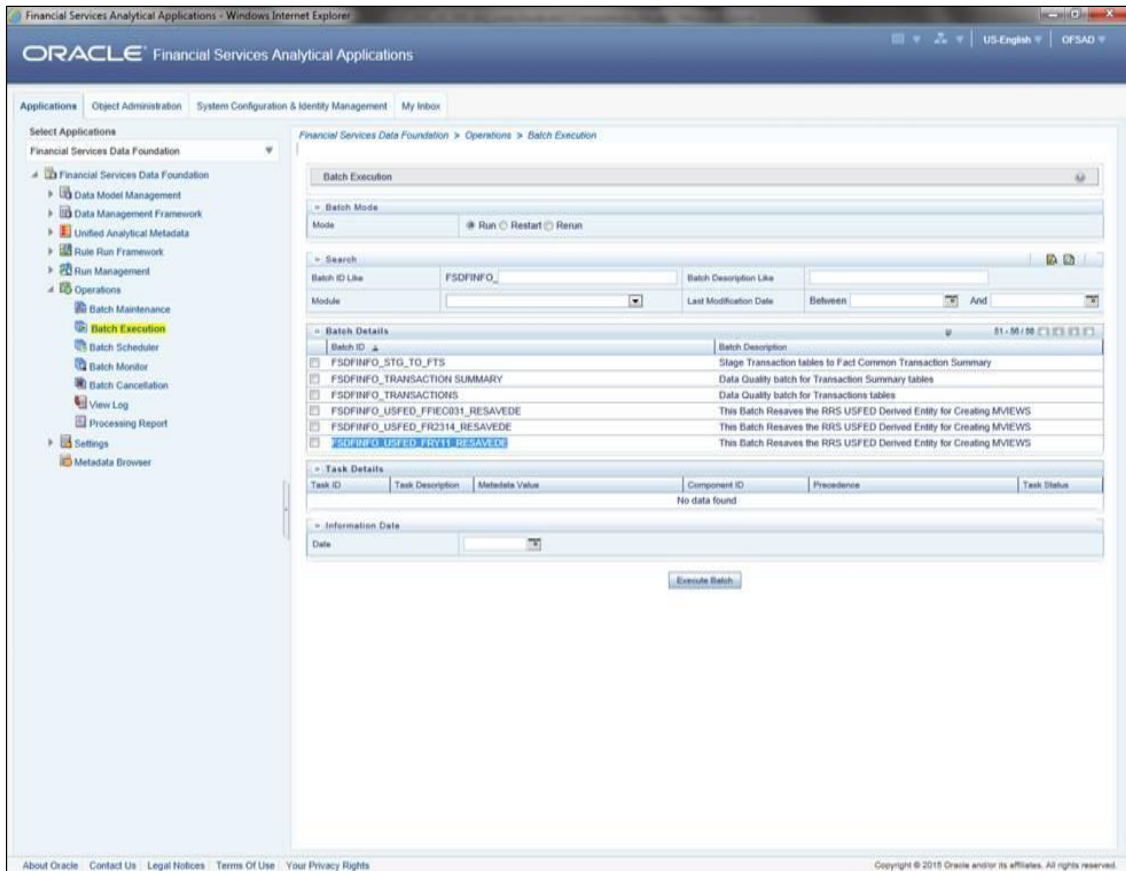 Financial Services Analytical Applications - Windows Internet Explorer
ORACLE Financial Services Analytical Applications
US-English
OFSAD
Applications
Object Administration
System Configuration & Identity Management
My Inbox
Select Applications
Financial Services Data Foundation
Financial Services Data Foundation
Data Model Management
Data Management Framework
Unified Analytical Metadata
Rule Run Framework
Run Management
Operations
Batch Maintenance
Batch Execution
Batch Scheduler
Batch Monitor
Batch Cancellation
View Log
Processing Report
Settings
Metadata Browser
Financial Services Data Foundation > Operations > Batch Execution
Batch Execution
» Batch Mode
Mode Run Restart Rerun
» Search
Batch ID Like FSDFINFO_ Batch Description Like
Module Last Modification Date Between And
» Batch Details 51 - 56 / 56
Batch ID Batch Description
FSDFINFO_STG_TO_FTS Stage Transaction tables to Fact Common Transaction Summary
FSDFINFO_TRANSACTION SUMMARY Data Quality batch for Transaction Summary tables
FSDFINFO_TRANSACTIONS Data Quality batch for Transactions tables
FSDFINFO_USFED_FFIEC031_RESAVEDE This Batch Resaves the RRS USFED Derived Entity for Creating MVIEWS
FSDFINFO_USFED_FR2314_RESAVEDE This Batch Resaves the RRS USFED Derived Entity for Creating MVIEWS
FSDFINFO_USFED_FRY11_RESAVEDE This Batch Resaves the RRS USFED Derived Entity for Creating MVIEWS
» Task Details
Task ID Task Description Metadata Value Component ID Precedence Task Status
No data found
» Information Date
Date
Execute Batch
About Oracle Contact Us Legal Notices Terms Of Use Your Privacy Rights
Copyright © 2015 Oracle and/or its affiliates. All rights reserved.